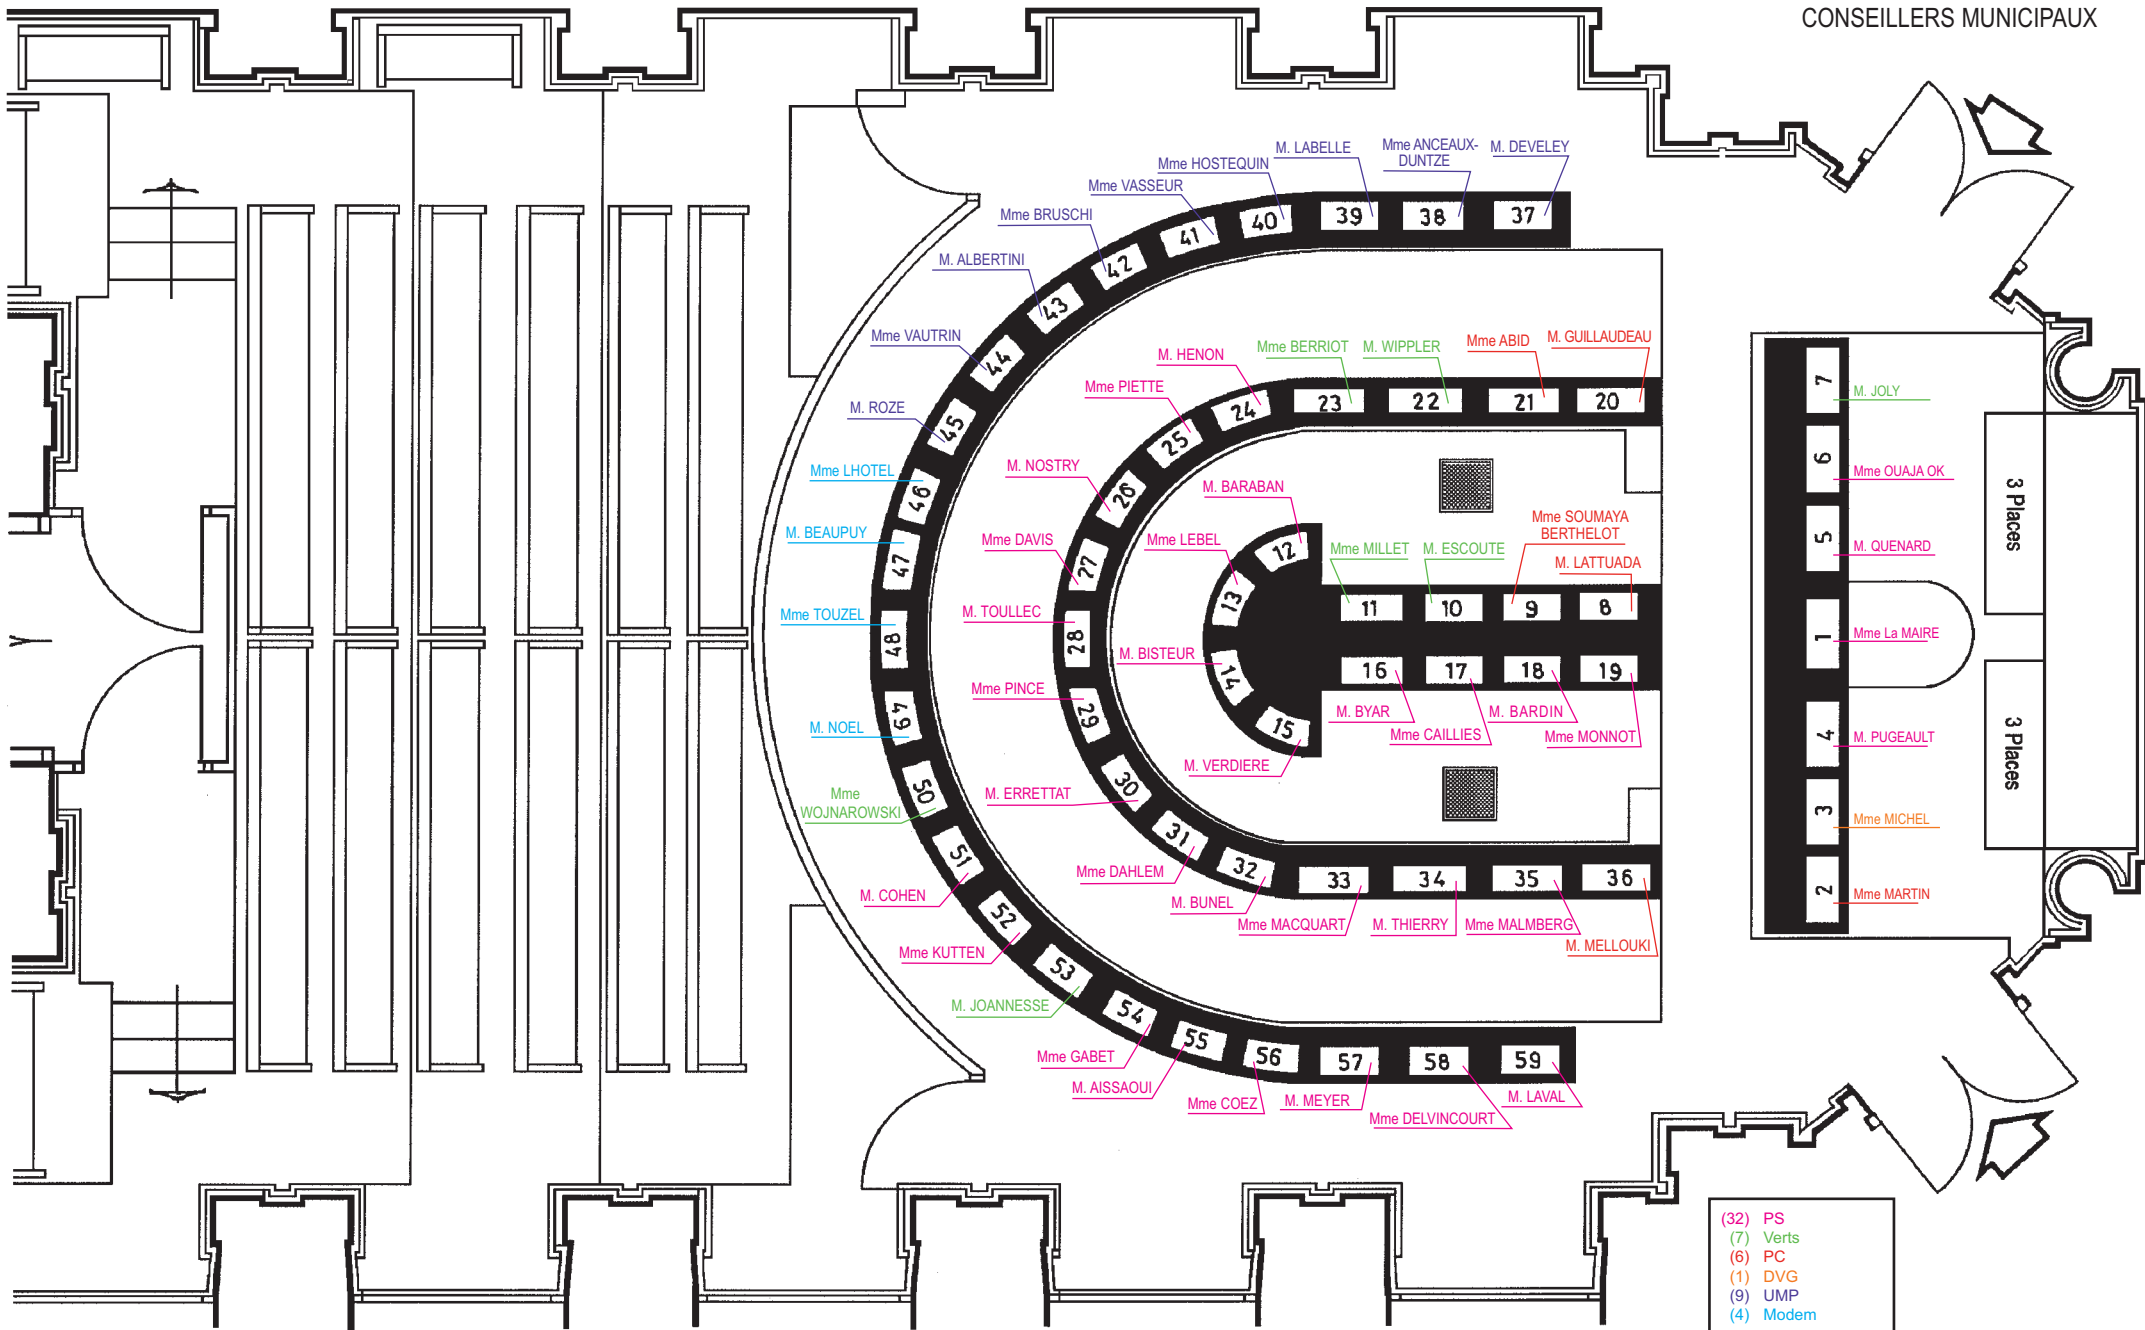 CONSEILLERS MUNICIPAUX
M. LABELLE
Mme ANCEAUX-
DUNTZE
M. DEVELEY
Mme HOSTEQUIN
Mme VASSEUR
Mme BRUSCHI
M. ALBERTINI
Mme VAUTRIN
M. ROZE
Mme LHOTEL
M. BEAUPUY
Mme TOUZEL
M. NOEL
Mme
WOJNAROWSKI
M. COHEN
Mme KUTTEN
M. JOANNESSE
Mme GABET
M. AISSAOUI
Mme COEZ
M. MEYER
Mme DELVINCOURT
M. LAVAL
37
38
39
40
41
42
43
44
45
46
47
48
49
50
51
52
53
54
55
56
57
58
59
M. GUILLAUDEAU
Mme ABID
M. WIPPLER
Mme BERRIOT
M. HENON
Mme PIETTE
M. NOSTRY
Mme DAVIS
M. TOULLEC
Mme PINCE
M. ERRETTAT
Mme DAHLEM
M. BUNEL
Mme MACQUART
M. THIERRY
Mme MALMBERG
M. MELLOUKI
20
21
22
23
24
25
26
27
28
29
30
31
32
33
34
35
36
M. BARABAN
Mme LEBEL
M. BISTEUR
M. VERDIERE
Mme MILLET
M. ESCOUTE
Mme SOUMAYA
BERTHELOT
M. LATTUADA
12
13
14
15
11
10
9
8
16
17
18
19
M. BYAR
Mme CAILLIES
M. BARDIN
Mme MONNOT
7
M. JOLY
6
Mme OUAJA OK
5
M. QUENARD
1
Mme La MAIRE
4
M. PUGEAULT
3
Mme MICHEL
2
Mme MARTIN
3 Places
3 Places
(32) PS
(7) Verts
(6) PC
(1) DVG
(9) UMP
(4) Modem